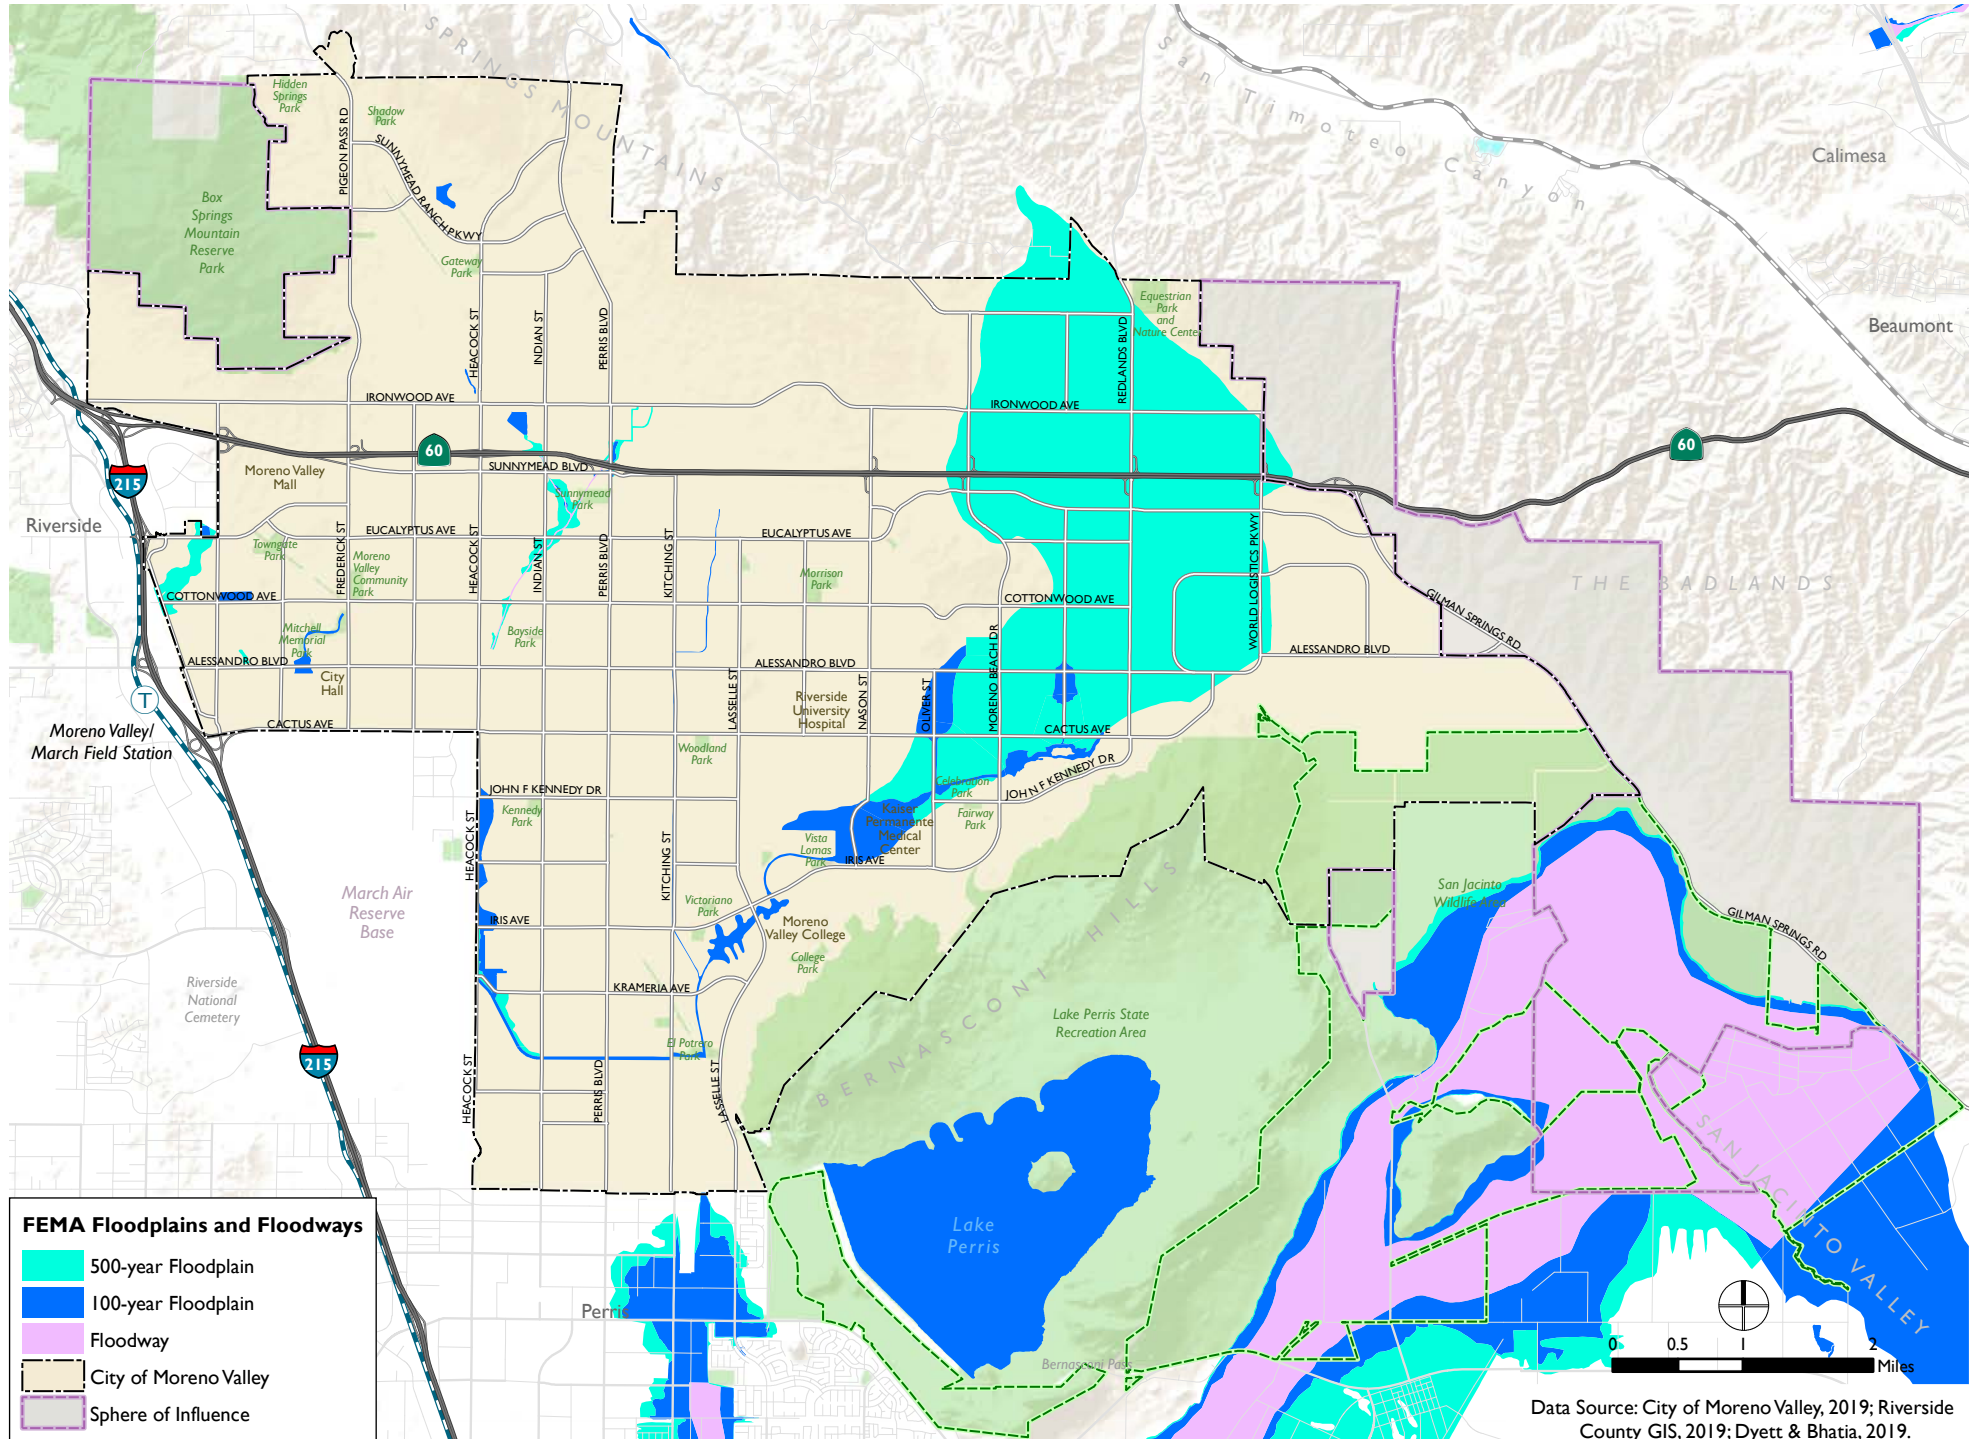 SPRINGS MOUNTAINS
San Timoteo Canyon
Calimesa
Beaumont
Hidden
Springs
Park
Shadow
Park
PIGEON PASS RD
SUNNYMEAD RANCH PKWY
Box
Springs
Mountain
Reserve
Park
Gateway
Park
HEACOCK ST
INDIAN ST
PERRIS BLVD
REDLANDS BLVD
Equestrian
Park
and
Nature Center
IRONWOOD AVE
IRONWOOD AVE
60
60
SUNNYMEAD BLVD
Moreno Valley
Mall
215
Riverside
Sunnymead
Park
EUCALYPTUS AVE
EUCALYPTUS AVE
Towngate
Park
FREDERICK ST
Moreno
Valley
Community
Park
HEACOCK ST
INDIAN ST
PERRIS BLVD
KITCHING ST
Morrison
Park
WORLD LOGISTICS PKWY
THE BADLANDS
COTTONWOOD AVE
COTTONWOOD AVE
GILMAN SPRINGS RD
Mitchell
Memorial
Park
Bayside
Park
MORENO BEACH DR
ALESSANDRO BLVD
ALESSANDRO BLVD
ALESSANDRO BLVD
City
Hall
LASSELLE ST
Riverside
University
Hospital
NASON ST
OLIVER ST
T
Moreno Valley/
March Field Station
CACTUS AVE
CACTUS AVE
Woodland
Park
JOHN F KENNEDY DR
JOHN F KENNEDY DR
Celebration
Park
Kennedy
Park
Kaiser
Permanente
Medical
Center
Fairway
Park
HEACOCK ST
KITCHING ST
Vista
Lomas
Park
IRIS AVE
March Air
Reserve
Base
Victoriano
Park
IRIS AVE
Moreno
Valley College
College
Park
San Jacinto
Wildlife Area
GILMAN SPRINGS RD
BERNASCONI HILLS
Riverside
National
Cemetery
KRAMERIA AVE
Lake Perris State
Recreation Area
El Potrero
Park
215
HEACOCK ST
PERRIS BLVD
LASSELLE ST
SAN JACINTO VALLEY
Lake
Perris
Perris
Bernasconi Pass
FEMA Floodplains and Floodways
500-year Floodplain
100-year Floodplain
Floodway
City of Moreno Valley
Sphere of Influence
0 0.5 1 2
Miles
Data Source: City of Moreno Valley, 2019; Riverside
County GIS, 2019; Dyett & Bhatia, 2019.